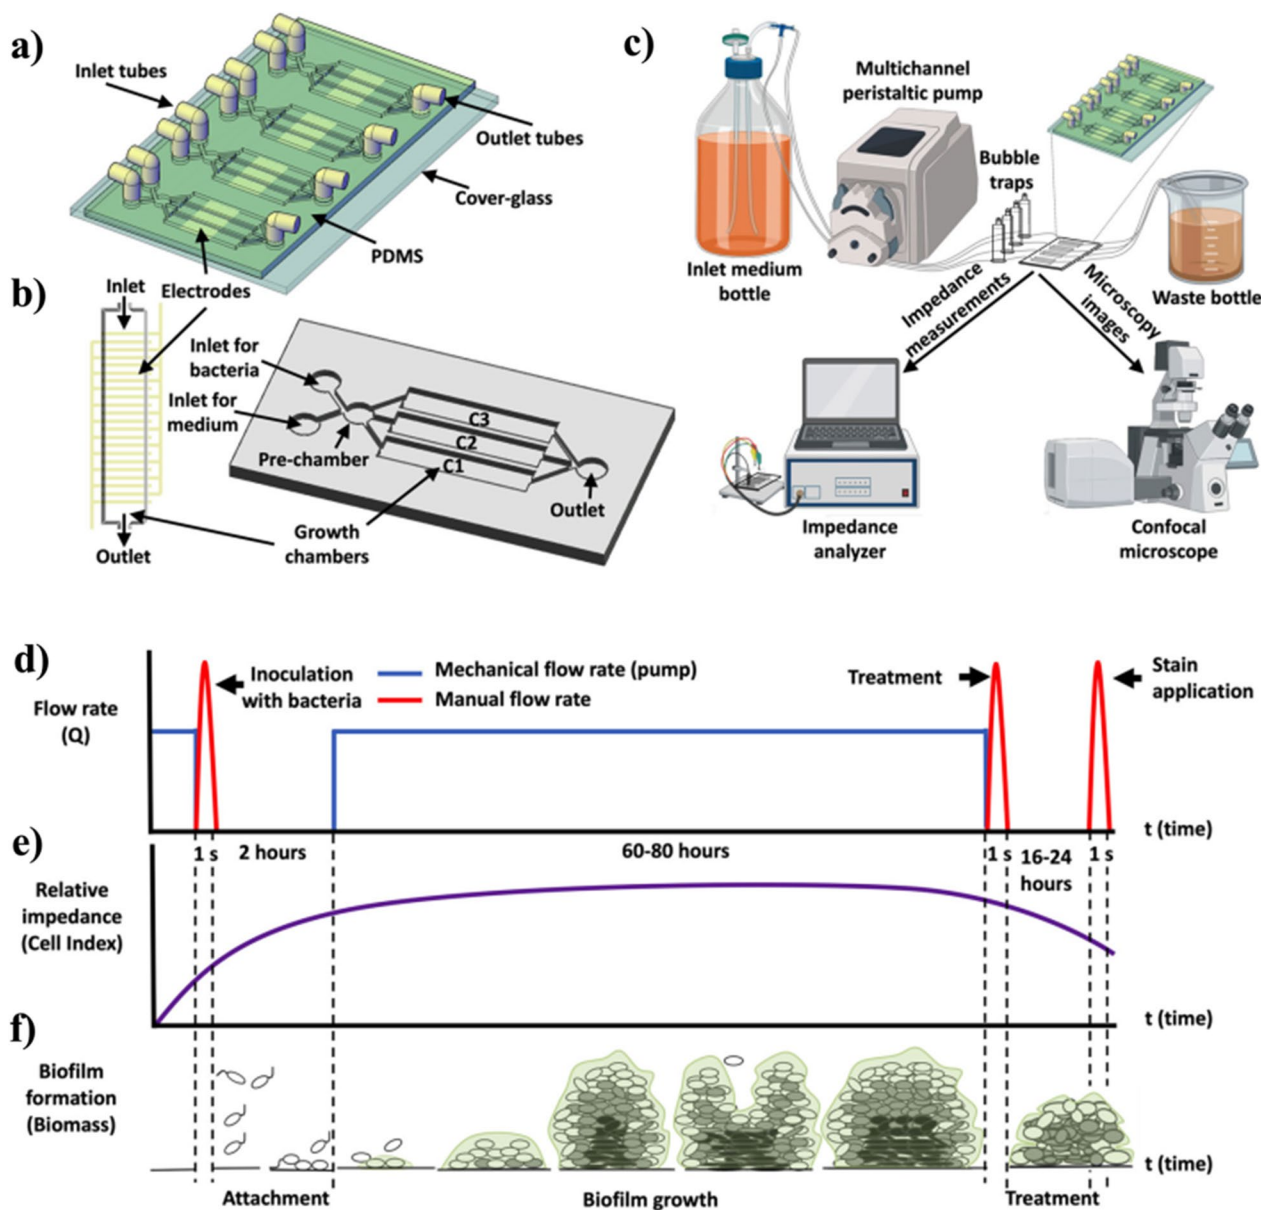 a)
Inlet tubes
Outlet tubes
Cover-glass
PDMS
Electrodes
b)
Inlet
Outlet
Inlet for
bacteria
Inlet for
medium
Pre-chamber
C3
C2
C1
Growth
chambers
Outlet
c)
Multichannel
peristaltic pump
Bubble
traps
Inlet medium
bottle
Waste bottle
Impedance
measurements
Microscopy
images
Impedance
analyzer
Confocal
microscope
d)
Flow rate
(Q)
Inoculation
with bacteria
Mechanical flow rate (pump)
Manual flow rate
Treatment
Stain
application
t (time)
e)
1 s
2 hours
60-80 hours
1 s
16-24
hours
1 s
Relative
impedance
(Cell Index)
t (time)
f)
Biofilm
formation
(Biomass)
t (time)
Attachment
Biofilm growth
Treatment